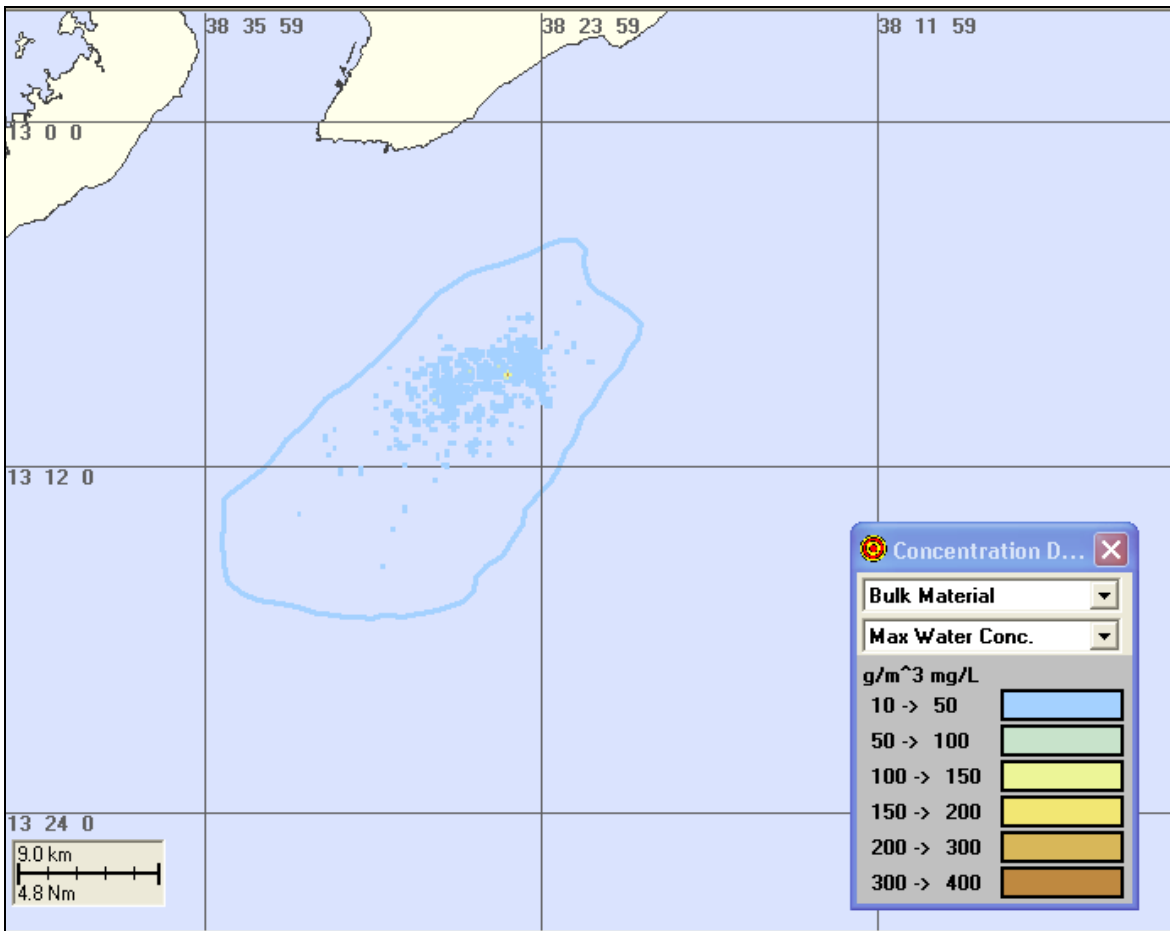 38 35 59
38 23 59
38 11 59
13 0 0
13 12 0
13 24 0
9.0 km
4.8 Nm
Concentration D...
Bulk Material
Max Water Conc.
g/m^3 mg/L
10 -> 50
50 -> 100
100 -> 150
150 -> 200
200 -> 300
300 -> 400